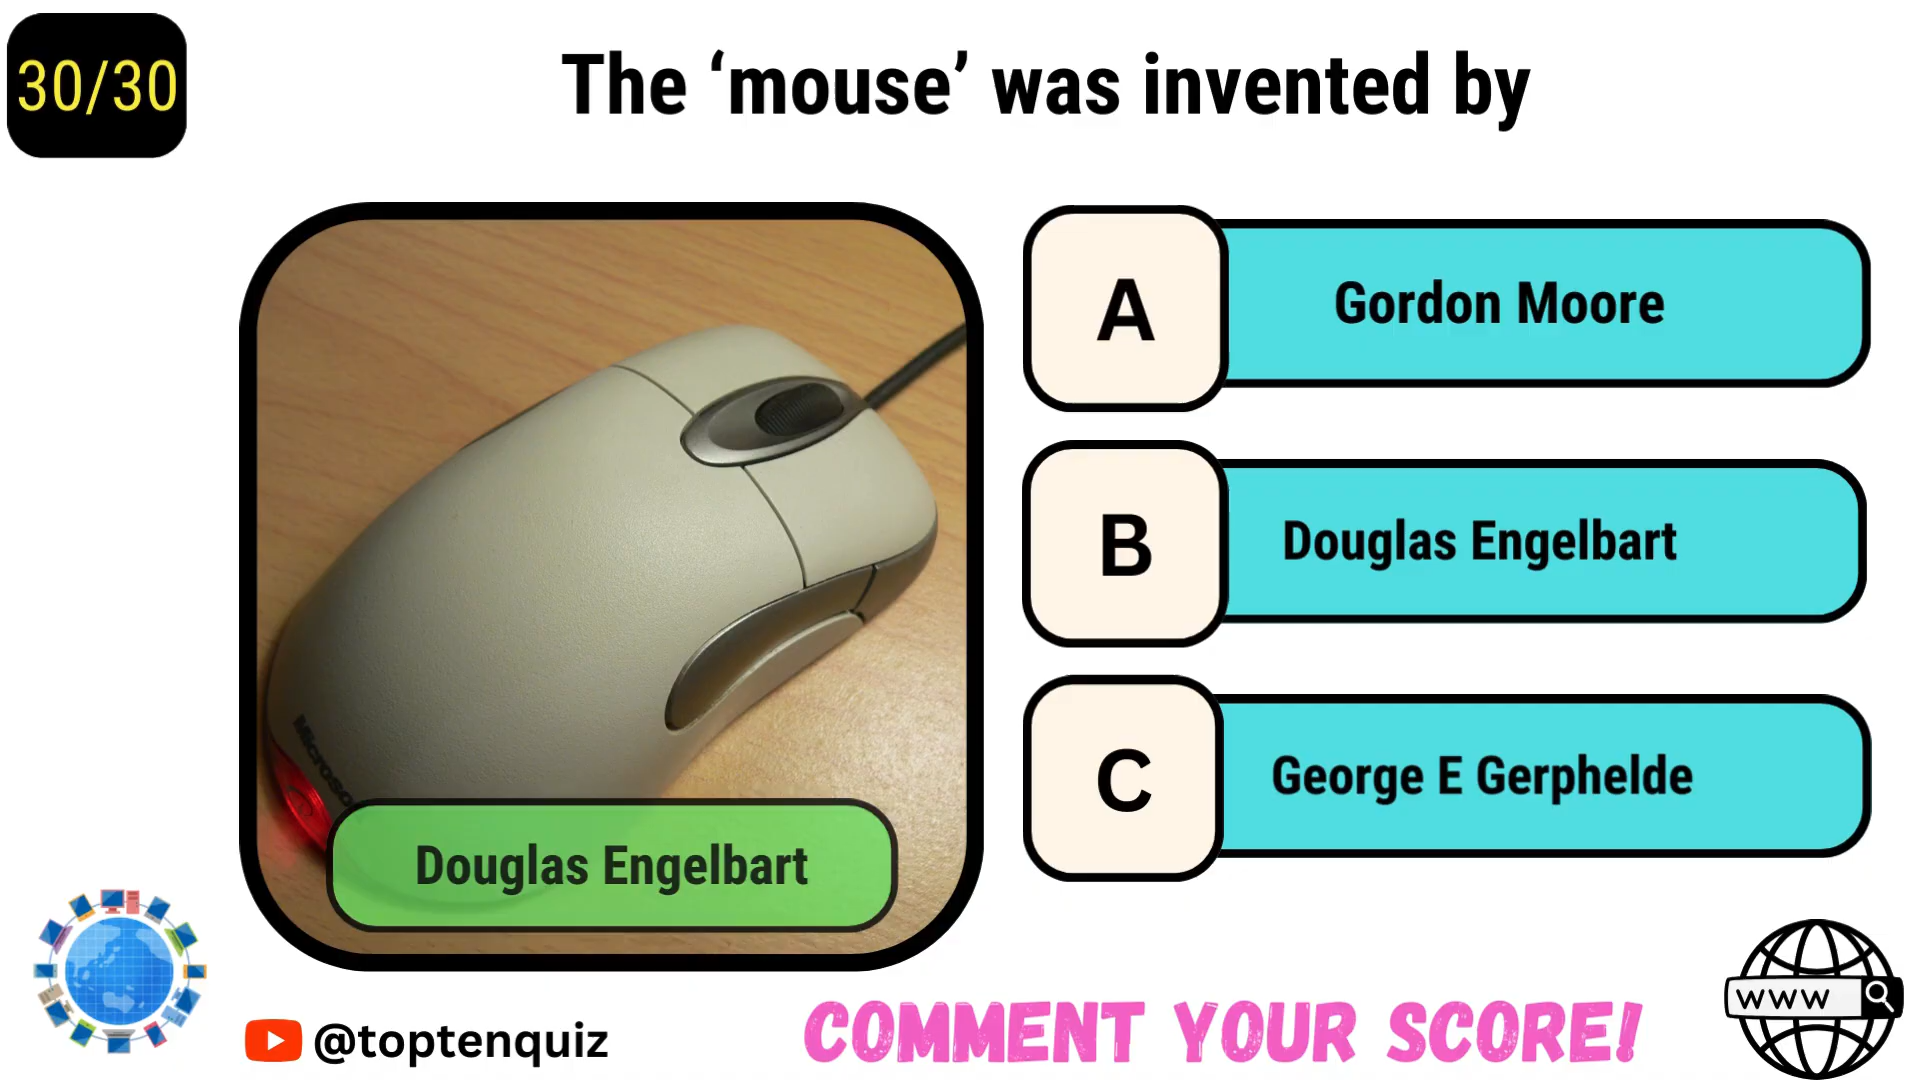 30/30
The ‘mouse’ was invented by
A
Gordon Moore
B
Douglas Engelbart
C
George E Gerphelde
Microso
Douglas Engelbart
@toptenquiz
COMMENT YOUR SCORE!
WWW